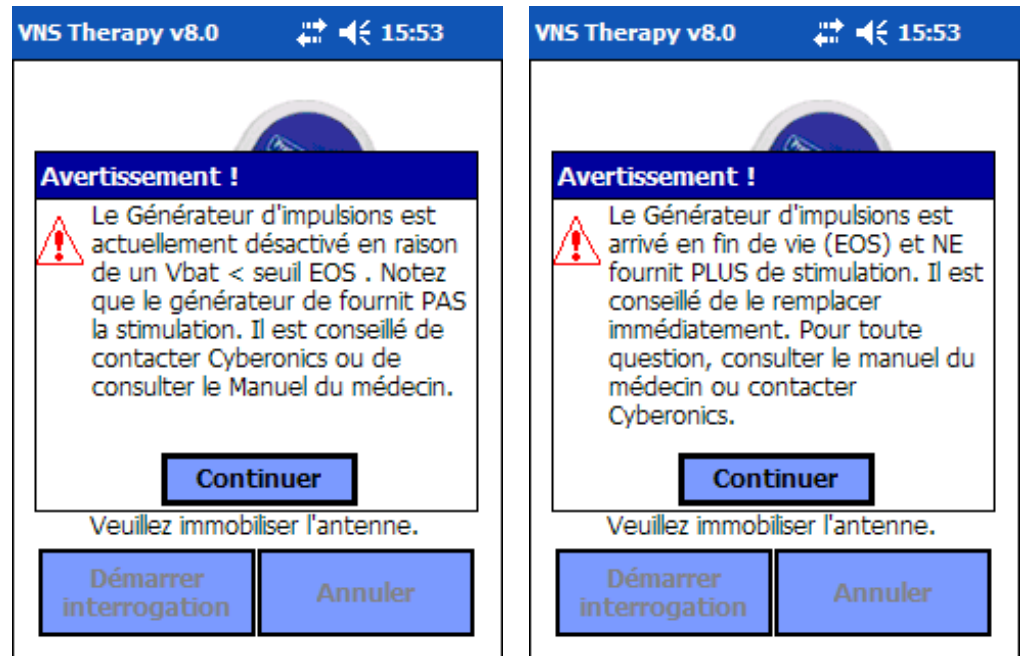 VNS Therapy v8.0 15:53
Avertissement !
Le Générateur d'impulsions est
actuellement désactivé en raison
de un Vbat < seuil EOS . Notez
que le générateur de fournit PAS
la stimulation. Il est conseillé de
contacter Cyberonics ou de
consulter le Manuel du médecin.
Continuer
Veuillez immobiliser l'antenne.
Démarrer
interrogation
Annuler
VNS Therapy v8.0 15:53
Avertissement !
Le Générateur d'impulsions est
arrivé en fin de vie (EOS) et NE
fournit PLUS de stimulation. Il est
conseillé de le remplacer
immédiatement. Pour toute
question, consulter le manuel du
médecin ou contacter
Cyberonics.
Continuer
Veuillez immobiliser l'antenne.
Démarrer
interrogation
Annuler